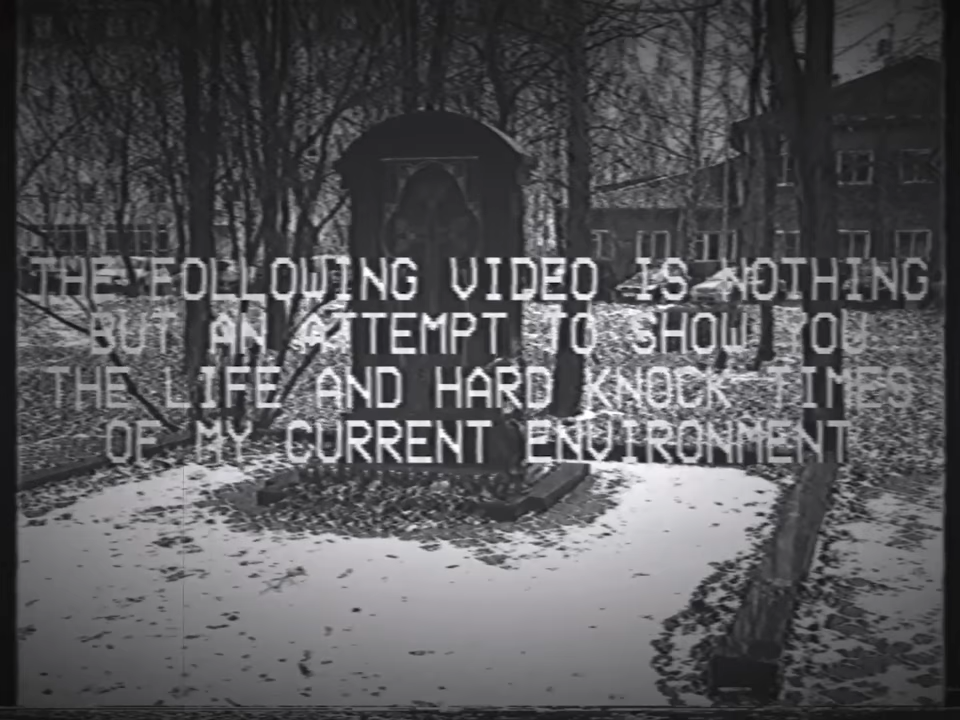 THE FOLLOWING VIDEO IS NOTHING
BUT AN ATTEMPT TO SHOW YOU
THE LIFE AND HARD KNOCK TIMES
OF MY CURRENT ENVIRONMENT